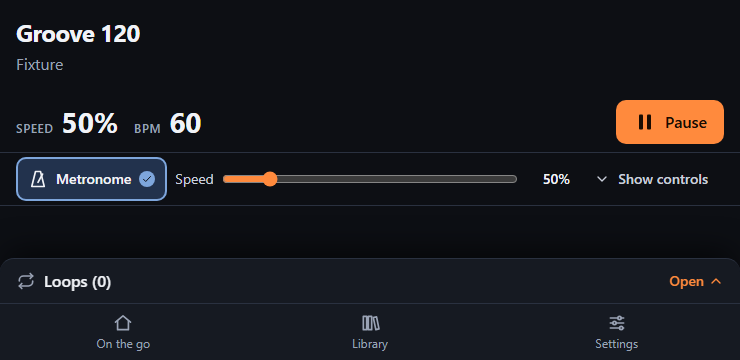 Groove 120
Fixture
SPEED 50% BPM 60
Pause
Metronome Speed 50% Show controls
Loops (0) Open
On the go Library Settings